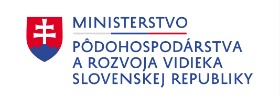 MINISTERSTVO
PÔDOHOSPODÁRSTVA
A ROZVOJA VIDIEKA
SLOVENSKEJ REPUBLIKY